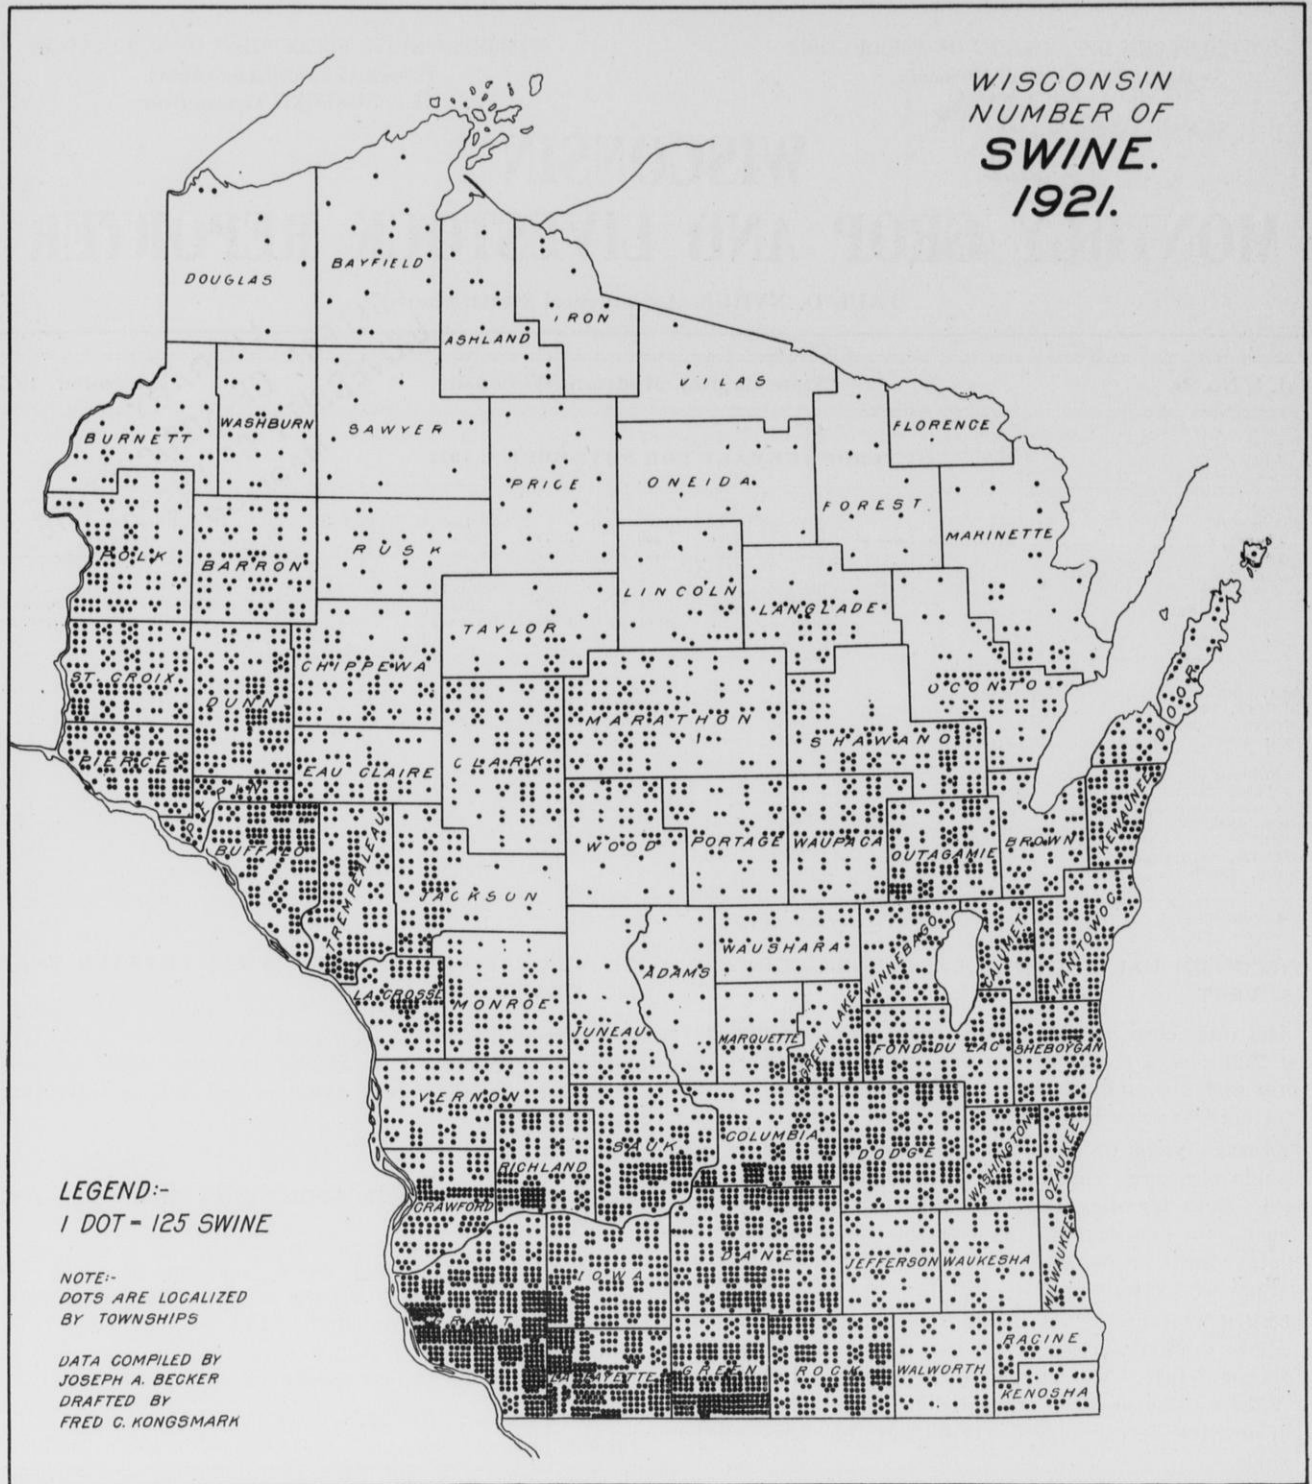 WISCONSIN
NUMBER OF
SWINE.
1921.
DOUGLAS
BAYFIELD
ASHLAND
IRON
VILAS
BURNETT
WASHBURN
SAWYER
PRICE
ONEIDA
FOREST
FLORENCE
MARINETTE
POLK
BARRON
RUSK
LINCOLN
LANGLADE
TAYLOR
ST. CROIX
DUNN
CHIPPEWA
MARATHON
SHAWANO
OCONTO
DOOR
PIERCE
PEPIN
EAU CLAIRE
CLARK
BUFFALO
TREMPEALEAU
JACKSON
WOOD
PORTAGE
WAUPACA
OUTAGAMIE
BROWN
KEWAUNEE
LA CROSSE
MONROE
JUNEAU
ADAMS
WAUSHARA
MARQUETTE
GREEN LAKE
WINNEBAGO
CALUMET
MANITOWOC
FOND DU LAC
SHEBOYGAN
VERNON
RICHLAND
SAUK
COLUMBIA
DODGE
WASHINGTON
OZAUKEE
CRAWFORD
GRANT
IOWA
DANE
JEFFERSON
WAUKESHA
MILWAUKEE
LA FAYETTE
GREEN
ROCK
WALWORTH
RACINE
KENOSHA
LEGEND:-
1 DOT = 125 SWINE
NOTE:-
DOTS ARE LOCALIZED
BY TOWNSHIPS
DATA COMPILED BY
JOSEPH A. BECKER
DRAFTED BY
FRED C. KONGSMARK